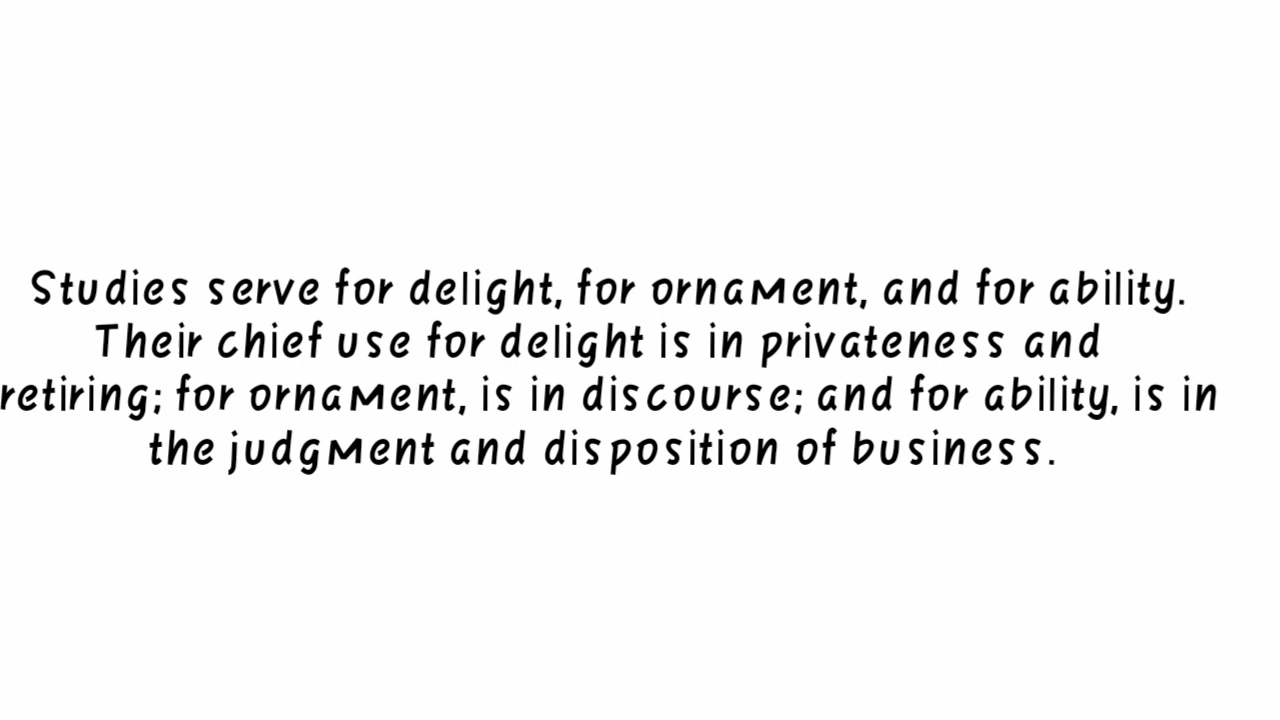 Studies serve for delight, for ornament, and for ability.
Their chief use for delight is in privateness and
retiring; for ornament, is in discourse; and for ability, is in
the judgment and disposition of business.